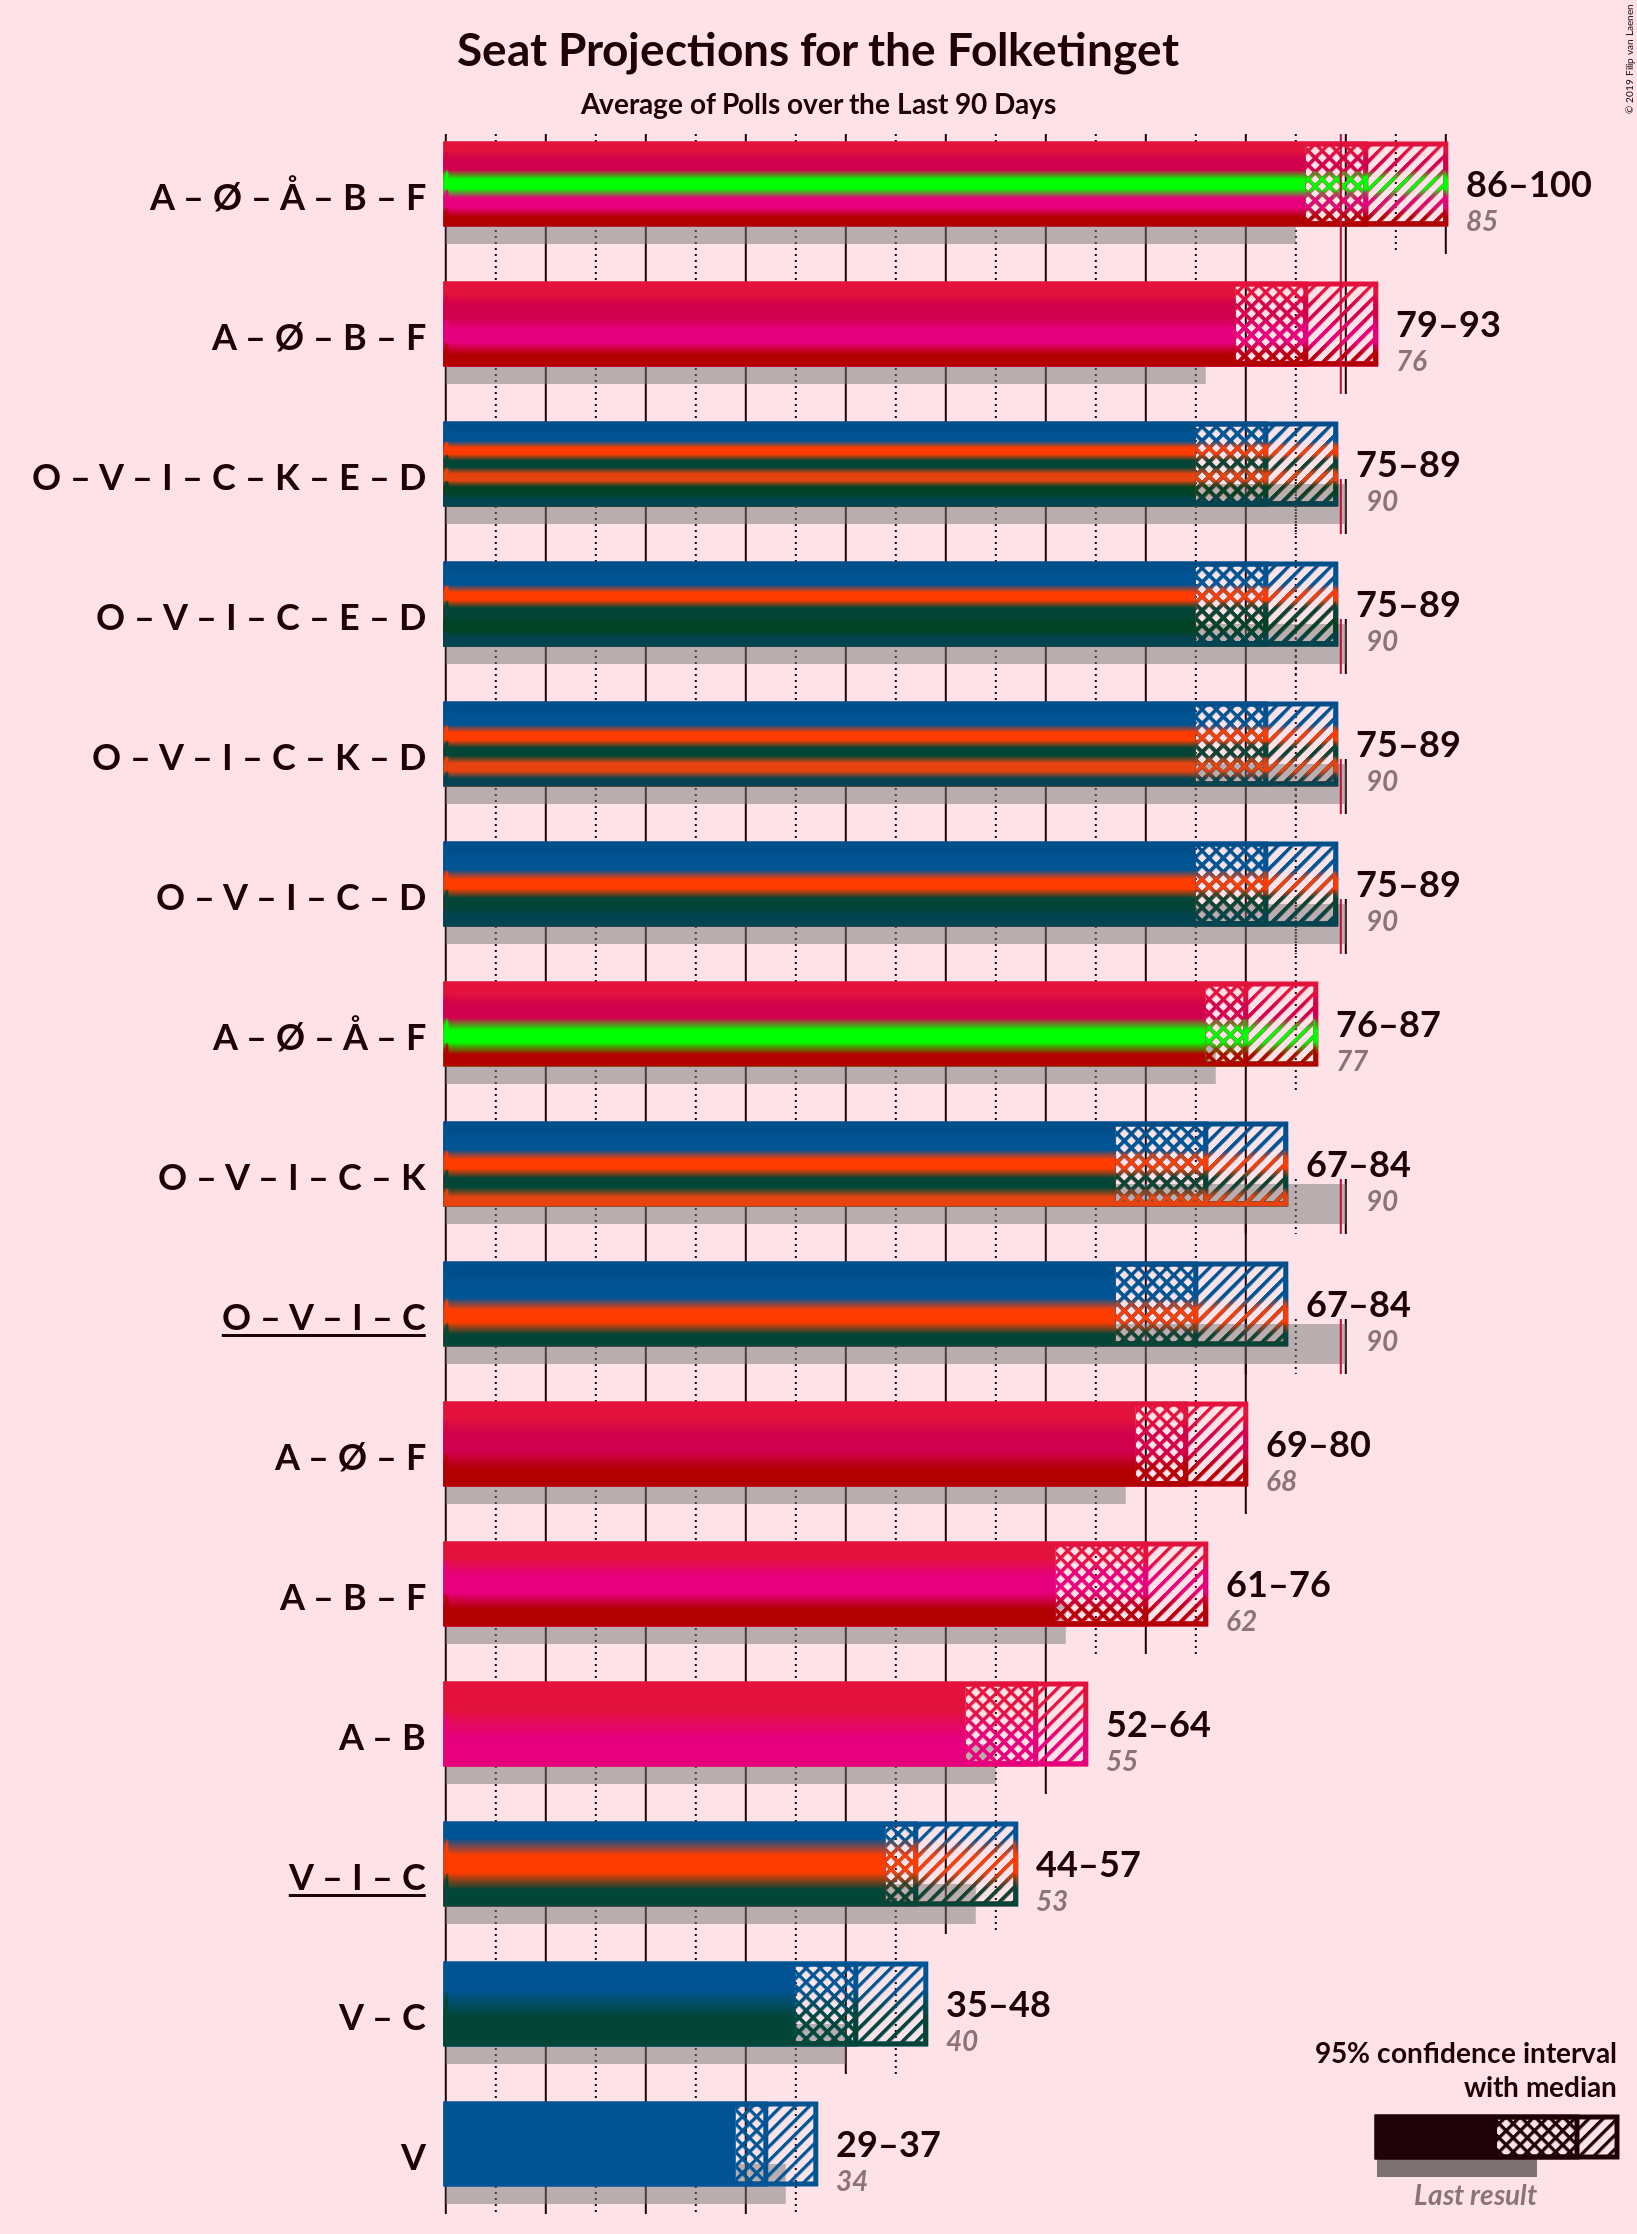 Seat Projections for the Folketinget
Average of Polls over the Last 90 Days
© 2019 Filip van Laenen
A – Ø – Å – B – F
86–100
85
A – Ø – B – F
79–93
76
O – V – I – C – K – E – D
75–89
90
O – V – I – C – E – D
75–89
90
O – V – I – C – K – D
75–89
90
O – V – I – C – D
75–89
90
A – Ø – Å – F
76–87
77
O – V – I – C – K
67–84
90
O – V – I – C
67–84
90
A – Ø – F
69–80
68
A – B – F
61–76
62
A – B
52–64
55
V – I – C
44–57
53
V – C
35–48
40
V
29–37
34
95% confidence interval
with median
Last result